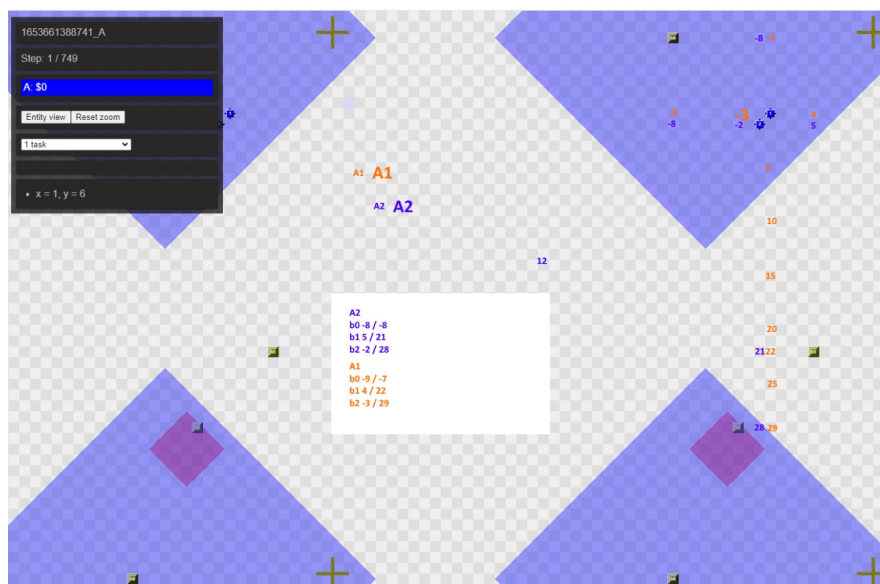 1653661388741_A
Step: 1 / 749
A: $0
Entity view Reset zoom
1 task
• x = 1, y = 6
-8
-9
-8
-3
-2
4
5
A1 A1
A2 A2
10
12
15
20
21 22
25
28 29
A2
b0 -8 / -8
b1 5 / 21
b2 -2 / 28
A1
b0 -9 / -7
b1 4 / 22
b2 -3 / 29